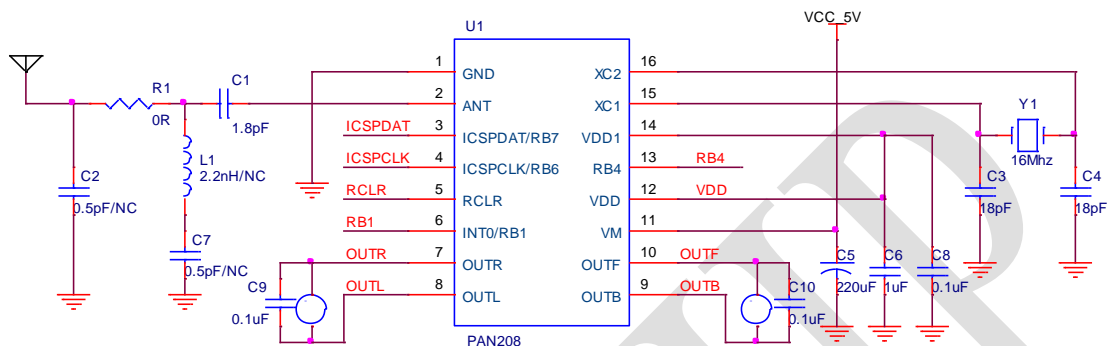 VCC_5V
U1
1
GND
2
ANT
3
ICSPDAT/RB7
4
ICSPCLK/RB6
5
RCLR
6
INT0/RB1
7
OUTR
8
OUTL
16
XC2
15
XC1
14
VDD1
13
RB4
12
VDD
11
VM
10
OUTF
9
OUTB
PAN208
R1
0R
C1
1.8pF
L1
2.2nH/NC
C2
0.5pF/NC
C7
0.5pF/NC
ICSPDAT
ICSPCLK
RCLR
RB1
OUTR
OUTL
C9
0.1uF
RB4
VDD
OUTF
OUTB
C10
0.1uF
C5
220uF
C6
1uF
C8
0.1uF
Y1
16Mhz
C3
18pF
C4
18pF